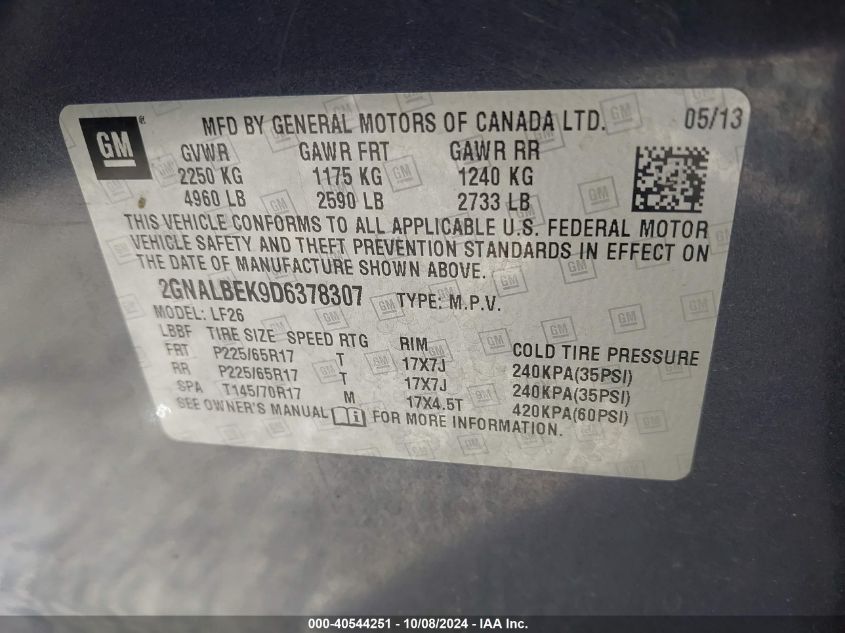 GM ® MFD BY GENERAL MOTORS OF CANADA LTD. 05/13
GVWR GAWR FRT GAWR RR
2250 KG 1175 KG 1240 KG
4960 LB 2590 LB 2733 LB
THIS VEHICLE CONFORMS TO ALL APPLICABLE U.S. FEDERAL MOTOR
VEHICLE SAFETY AND THEFT PREVENTION STANDARDS IN EFFECT ON
THE DATE OF MANUFACTURE SHOWN ABOVE.
2GNALBEK9D6378307 TYPE: M.P.V.
MODEL: LF26
LBBF TIRE SIZE SPEED RTG RIM COLD TIRE PRESSURE
FRT P225/65R17 T 17X7J 240KPA(35PSI)
RR P225/65R17 T 17X7J 240KPA(35PSI)
SPA T145/70R17 M 17X4.5T 420KPA(60PSI)
SEE OWNER'S MANUAL FOR MORE INFORMATION.
000-40544251 - 10/08/2024 - IAA Inc.